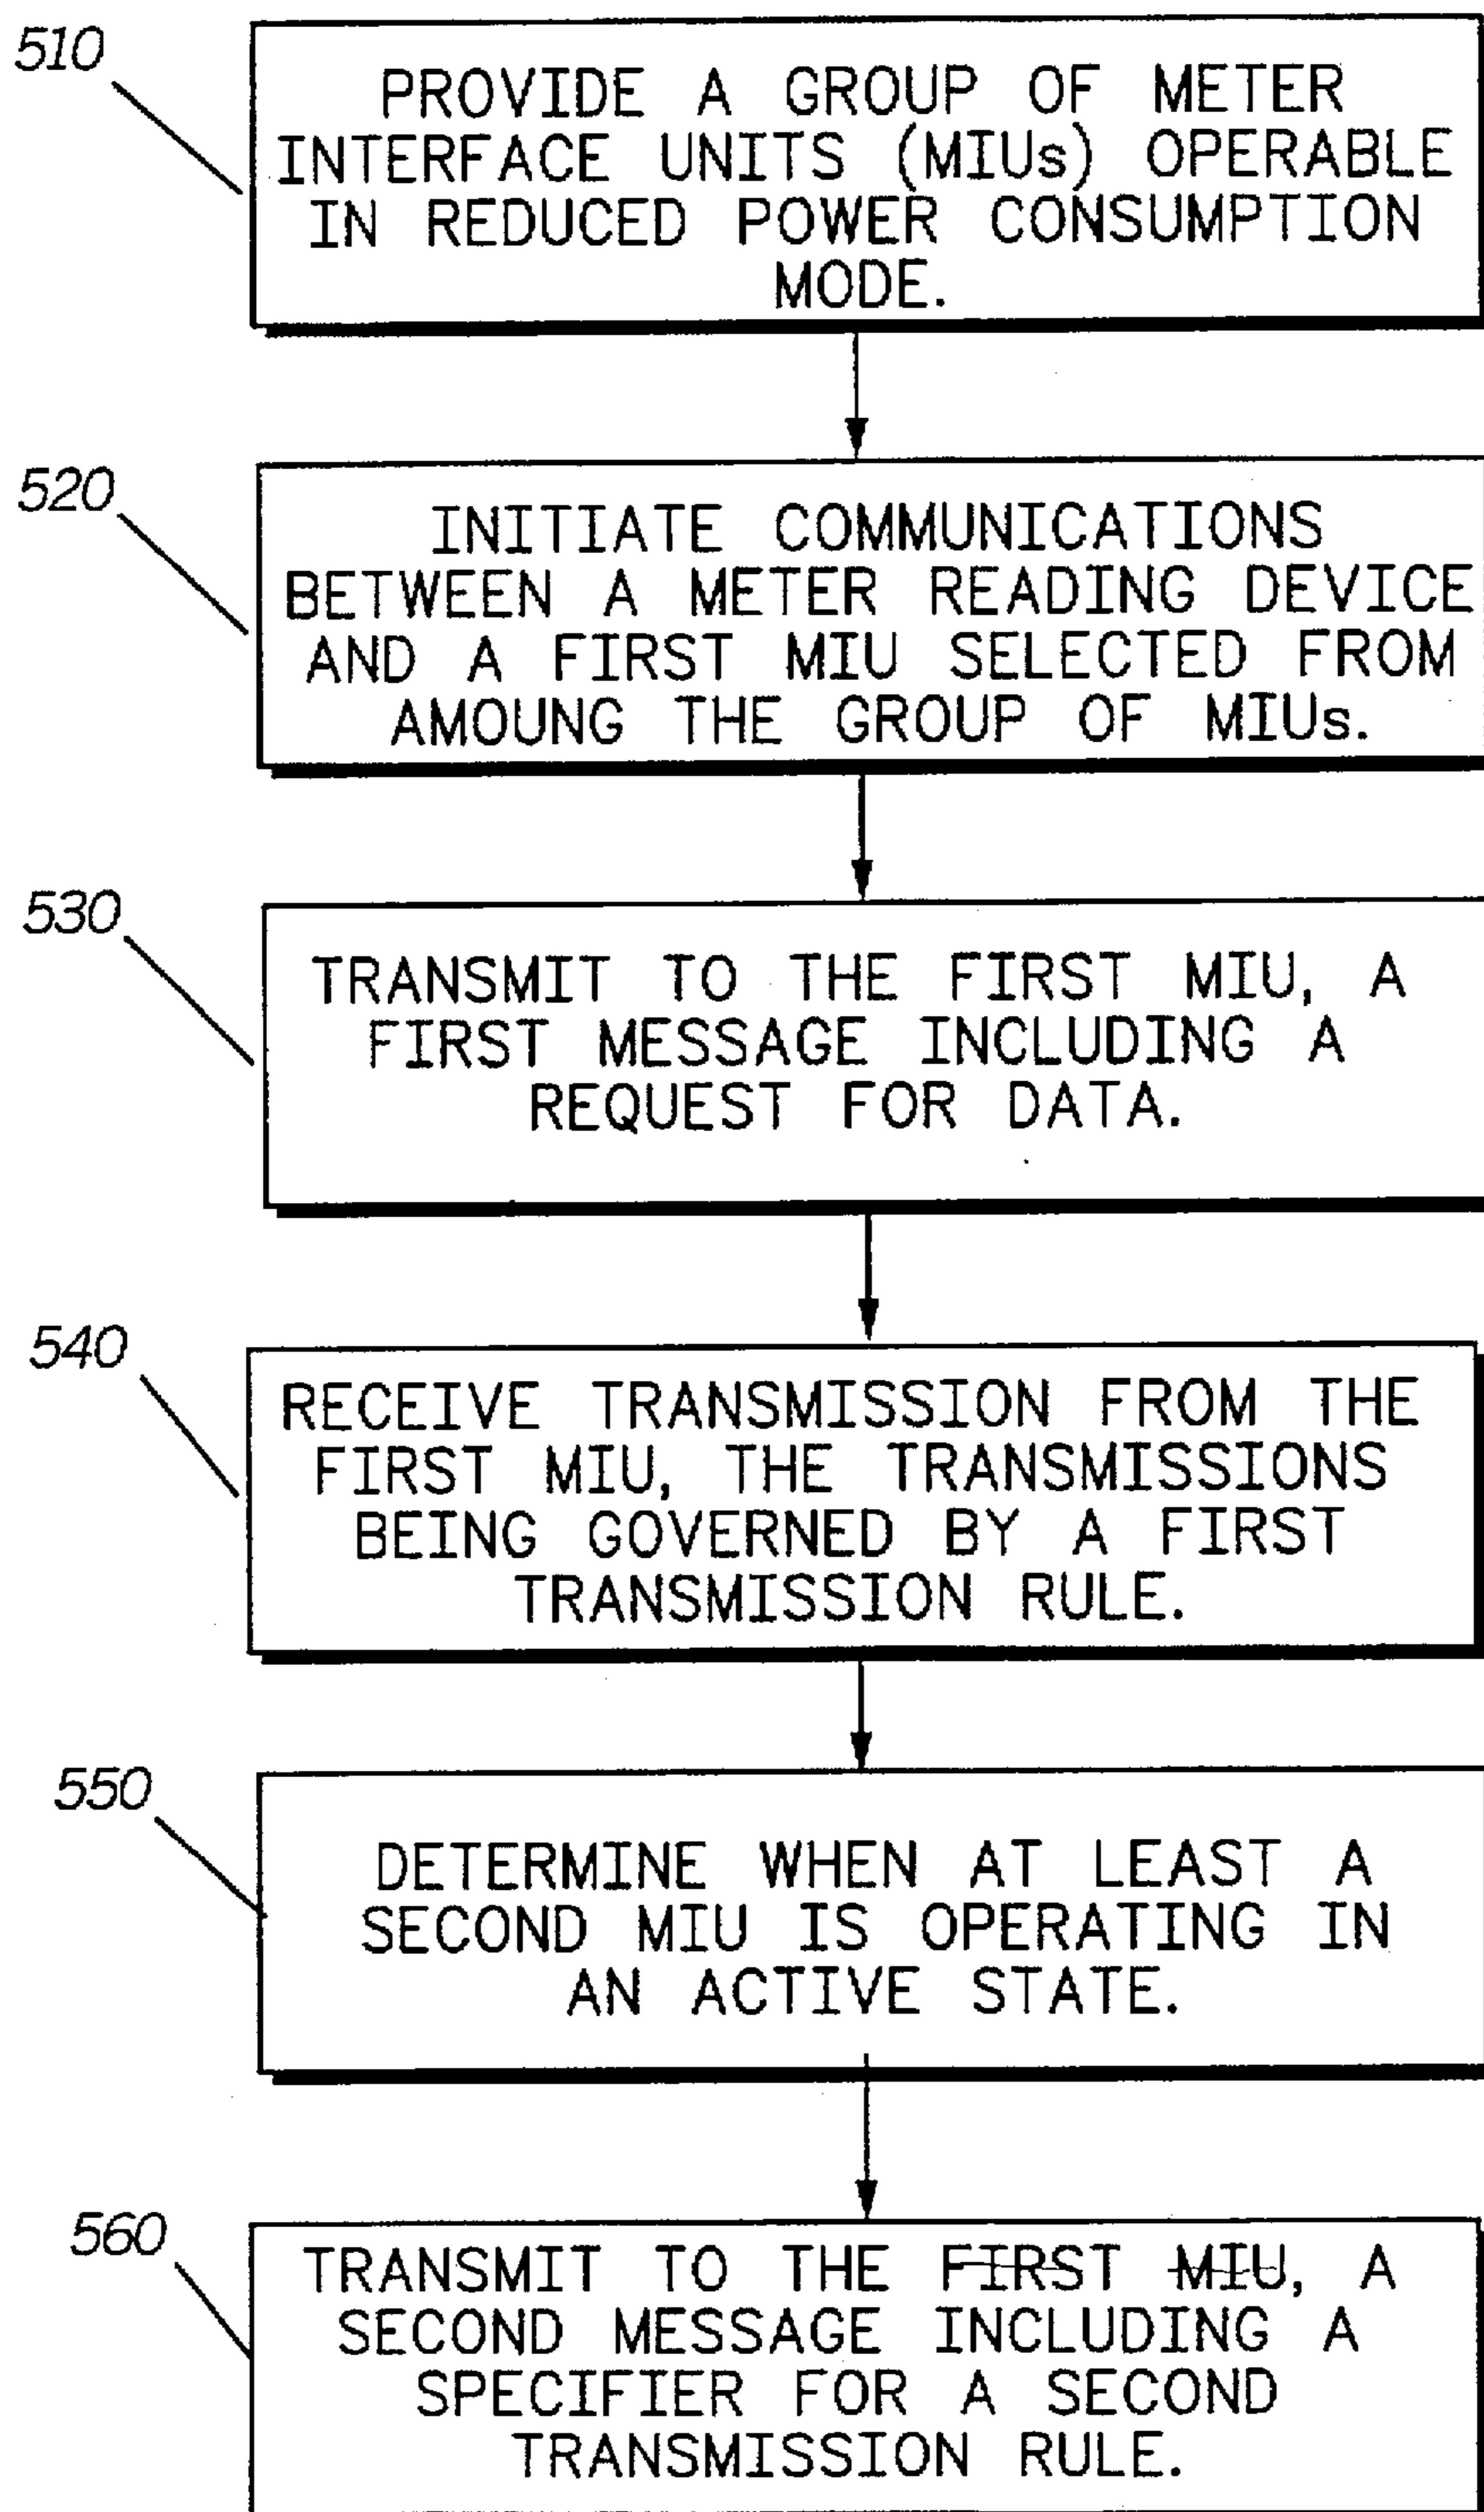 510
PROVIDE A GROUP OF METER
INTERFACE UNITS (MIUs) OPERABLE
IN REDUCED POWER CONSUMPTION
MODE.
520
INITIATE COMMUNICATIONS
BETWEEN A METER READING DEVICE
AND A FIRST MIU SELECTED FROM
AMOUNG THE GROUP OF MIUs.
530
TRANSMIT TO THE FIRST MIU, A
FIRST MESSAGE INCLUDING A
REQUEST FOR DATA.
540
RECEIVE TRANSMISSION FROM THE
FIRST MIU, THE TRANSMISSIONS
BEING GOVERNED BY A FIRST
TRANSMISSION RULE.
550
DETERMINE WHEN AT LEAST A
SECOND MIU IS OPERATING IN
AN ACTIVE STATE.
560
TRANSMIT TO THE FIRST MIU, A
SECOND MESSAGE INCLUDING A
SPECIFIER FOR A SECOND
TRANSMISSION RULE.